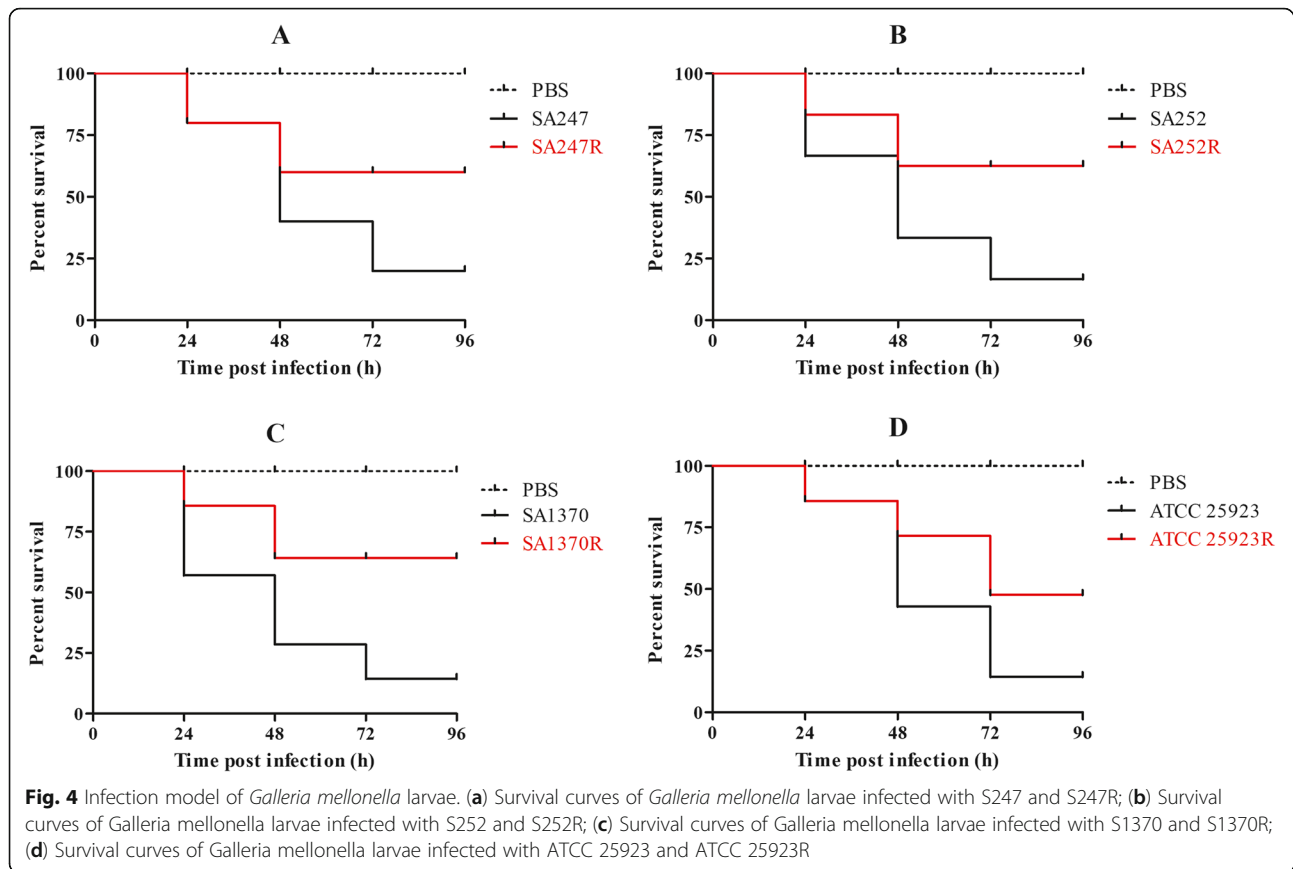 A
100
75
50
25
0
Percent survival
0 24 48 72 96
Time post infection (h)
PBS
SA247
SA247R
B
100
75
50
25
0
Percent survival
0 24 48 72 96
Time post infection (h)
PBS
SA252
SA252R
C
100
75
50
25
0
Percent survival
0 24 48 72 96
Time post infection (h)
PBS
SA1370
SA1370R
D
100
75
50
25
0
Percent survival
0 24 48 72 96
Time post infection (h)
PBS
ATCC 25923
ATCC 25923R
Fig. 4 Infection model of Galleria mellonella larvae. (a) Survival curves of Galleria mellonella larvae infected with S247 and S247R; (b) Survival
curves of Galleria mellonella larvae infected with S252 and S252R; (c) Survival curves of Galleria mellonella larvae infected with S1370 and S1370R;
(d) Survival curves of Galleria mellonella larvae infected with ATCC 25923 and ATCC 25923R